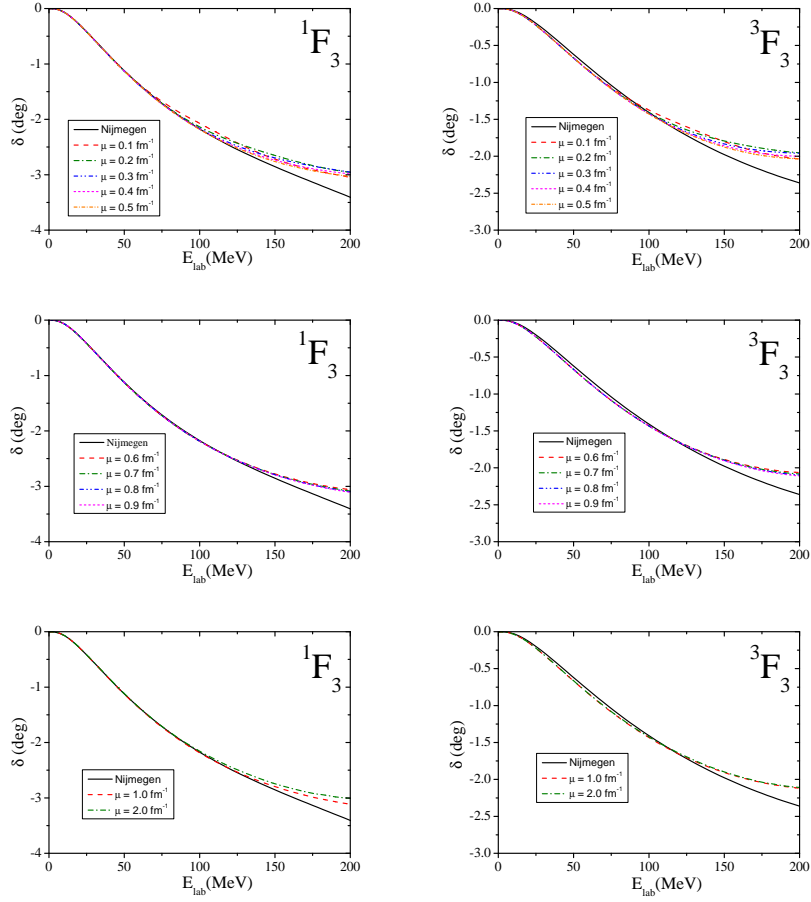 0
-1
-2
-3
-4
δ (deg)
¹F₃
Nijmegen
μ = 0.1 fm⁻¹
μ = 0.2 fm⁻¹
μ = 0.3 fm⁻¹
μ = 0.4 fm⁻¹
μ = 0.5 fm⁻¹
0 50 100 150 200
E_lab(MeV)
0.0
-0.5
-1.0
-1.5
-2.0
-2.5
-3.0
δ (deg)
³F₃
Nijmegen
μ = 0.1 fm⁻¹
μ = 0.2 fm⁻¹
μ = 0.3 fm⁻¹
μ = 0.4 fm⁻¹
μ = 0.5 fm⁻¹
0 50 100 150 200
E_lab(MeV)
0
-1
-2
-3
-4
δ (deg)
¹F₃
Nijmegen
μ = 0.6 fm⁻¹
μ = 0.7 fm⁻¹
μ = 0.8 fm⁻¹
μ = 0.9 fm⁻¹
0 50 100 150 200
E_lab(MeV)
0.0
-0.5
-1.0
-1.5
-2.0
-2.5
-3.0
δ (deg)
³F₃
Nijmegen
μ = 0.6 fm⁻¹
μ = 0.7 fm⁻¹
μ = 0.8 fm⁻¹
μ = 0.9 fm⁻¹
0 50 100 150 200
E_lab(MeV)
0
-1
-2
-3
-4
δ (deg)
¹F₃
Nijmegen
μ = 1.0 fm⁻¹
μ = 2.0 fm⁻¹
0 50 100 150 200
E_lab(MeV)
0.0
-0.5
-1.0
-1.5
-2.0
-2.5
-3.0
δ (deg)
³F₃
Nijmegen
μ = 1.0 fm⁻¹
μ = 2.0 fm⁻¹
0 50 100 150 200
E_lab(MeV)